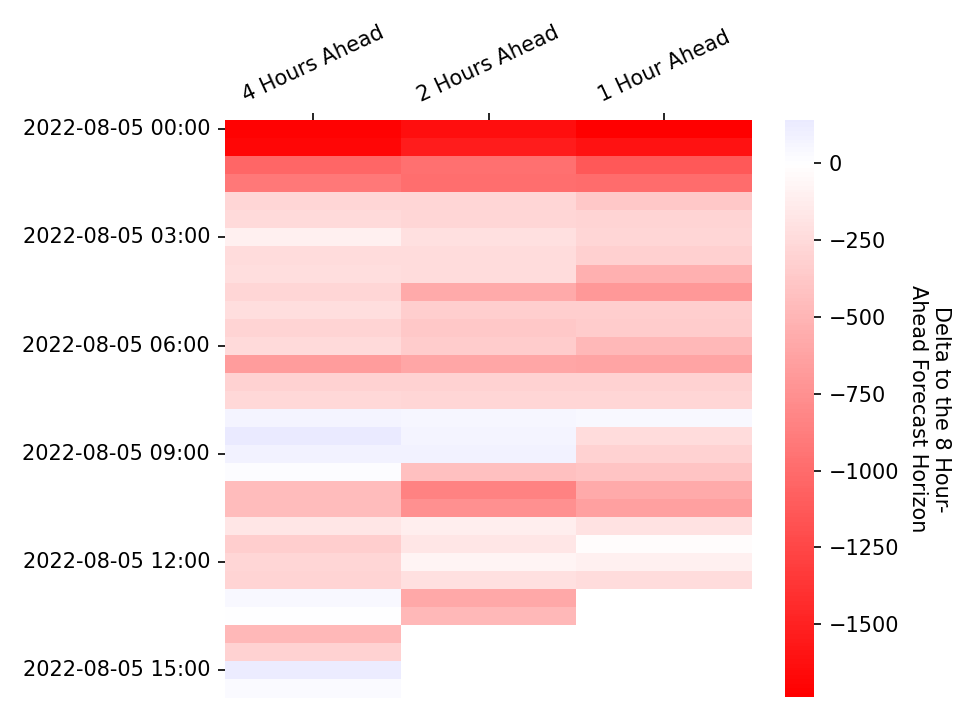 4 Hours Ahead
2 Hours Ahead
1 Hour Ahead
2022-08-05 00:00
2022-08-05 03:00
2022-08-05 06:00
2022-08-05 09:00
2022-08-05 12:00
2022-08-05 15:00
0
−250
−500
−750
−1000
−1250
−1500
Delta to the 8 Hour-
Ahead Forecast Horizon